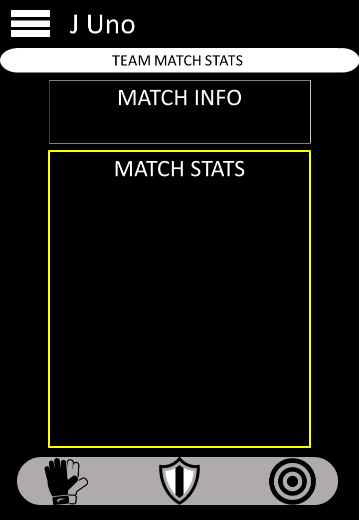 J Uno
TEAM MATCH STATS
MATCH INFO
MATCH STATS